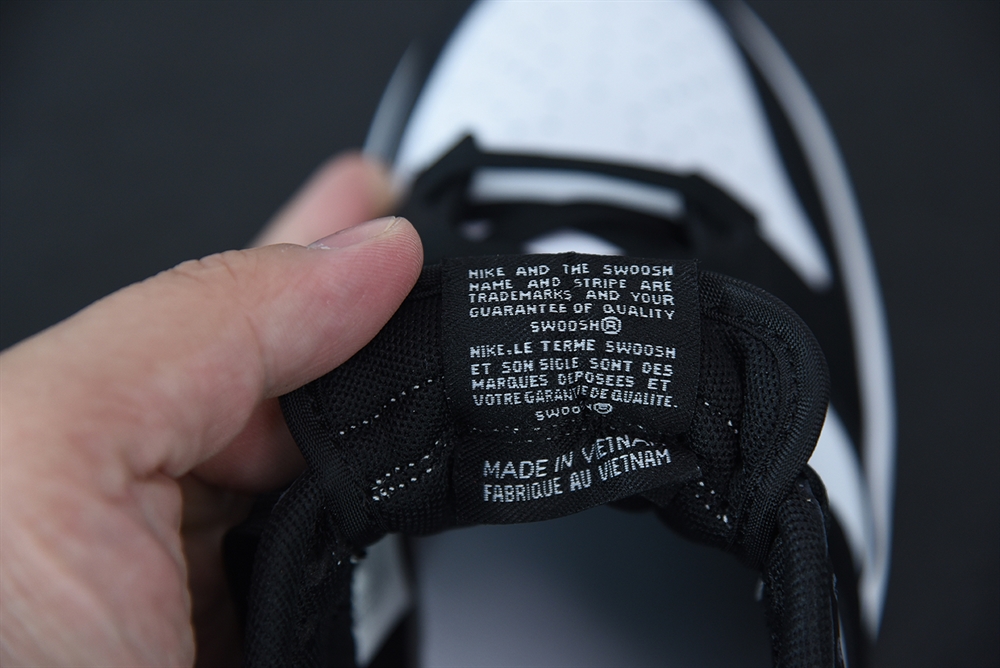 NIKE AND THE SWOOSH
NAME AND STRIPE ARE
TRADEMARKS AND YOUR
GUARANTEE OF QUALITY
SWOOSH®
NIKE.LE TERME SWOOSH
ET SON SIGLE SONT DES
MARQUES DEPOSEES ET
VOTRE GARANTIE DE QUALITE.
SWOOSH®
MADE IN VIETNAM
FABRIQUE AU VIETNAM